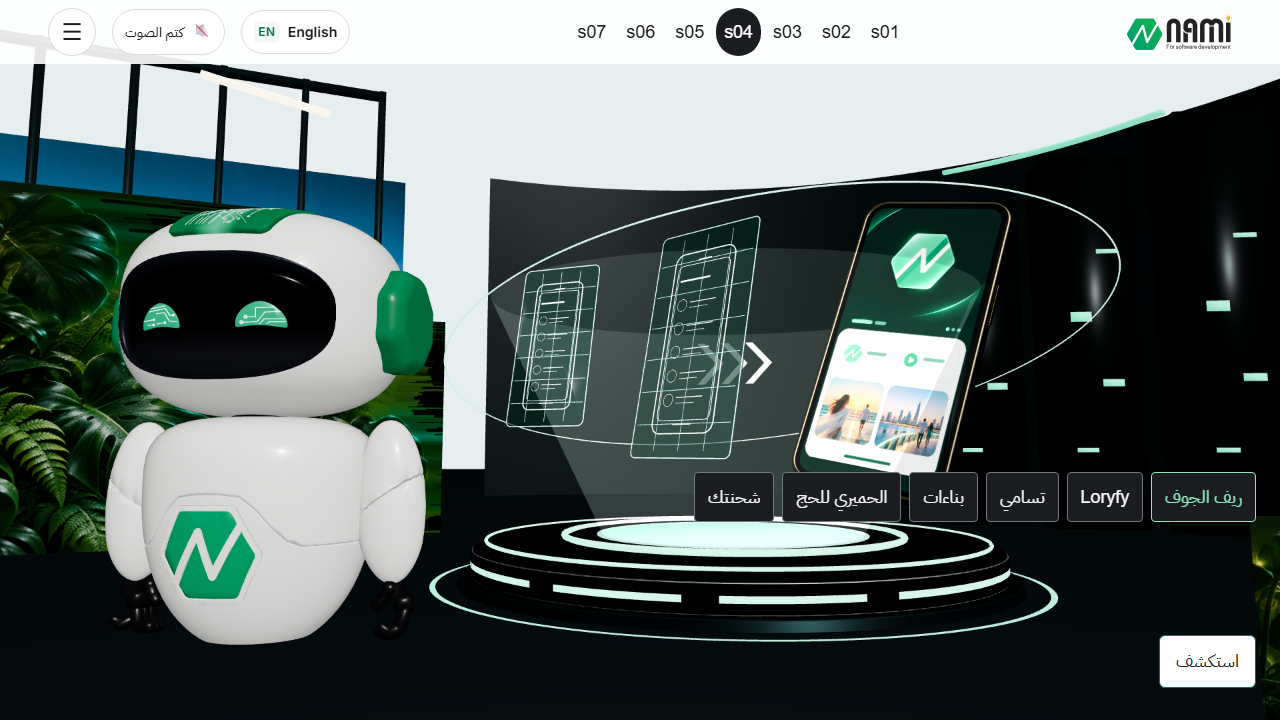 nami
For software development
s01
s02
s03
s04
s05
s06
s07
EN English
كتم الصوت
ريف الجوف
Loryfy
تسامي
بناءات
الحميري للحج
شحنتك
استكشف